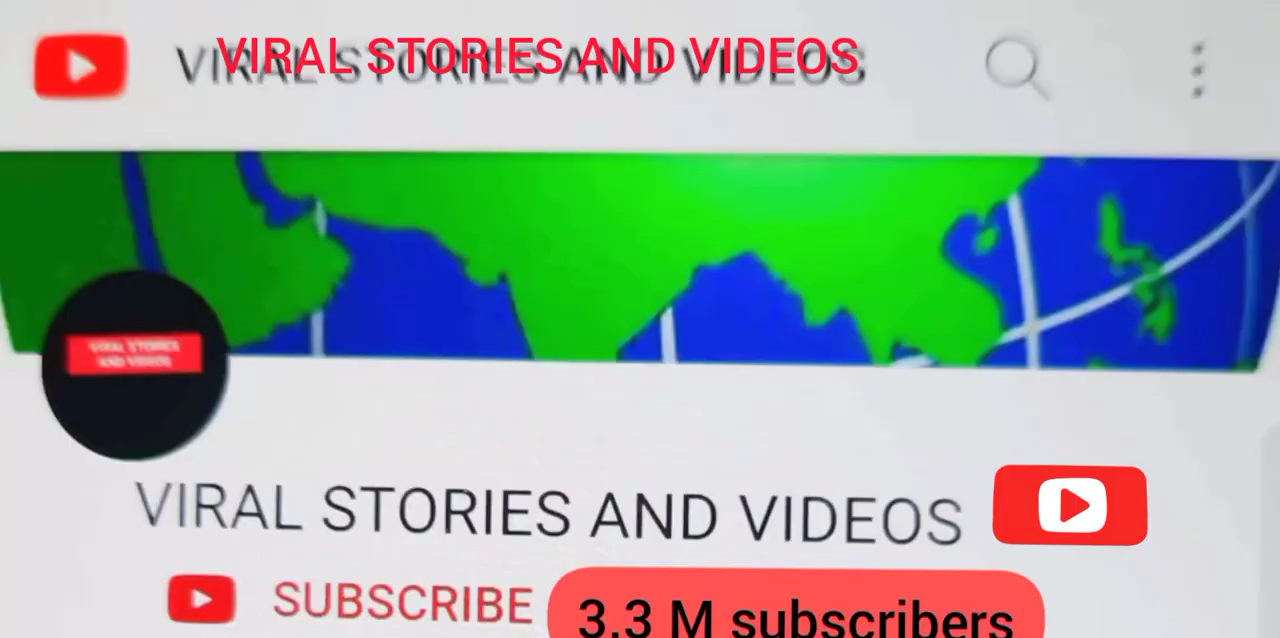 VIRAL STORIES AND VIDEOS
VIRAL STORIES AND VIDEOS
VIRAL STORIES
AND VIDEOS
VIRAL STORIES AND VIDEOS
SUBSCRIBE
3.3 M subscribers